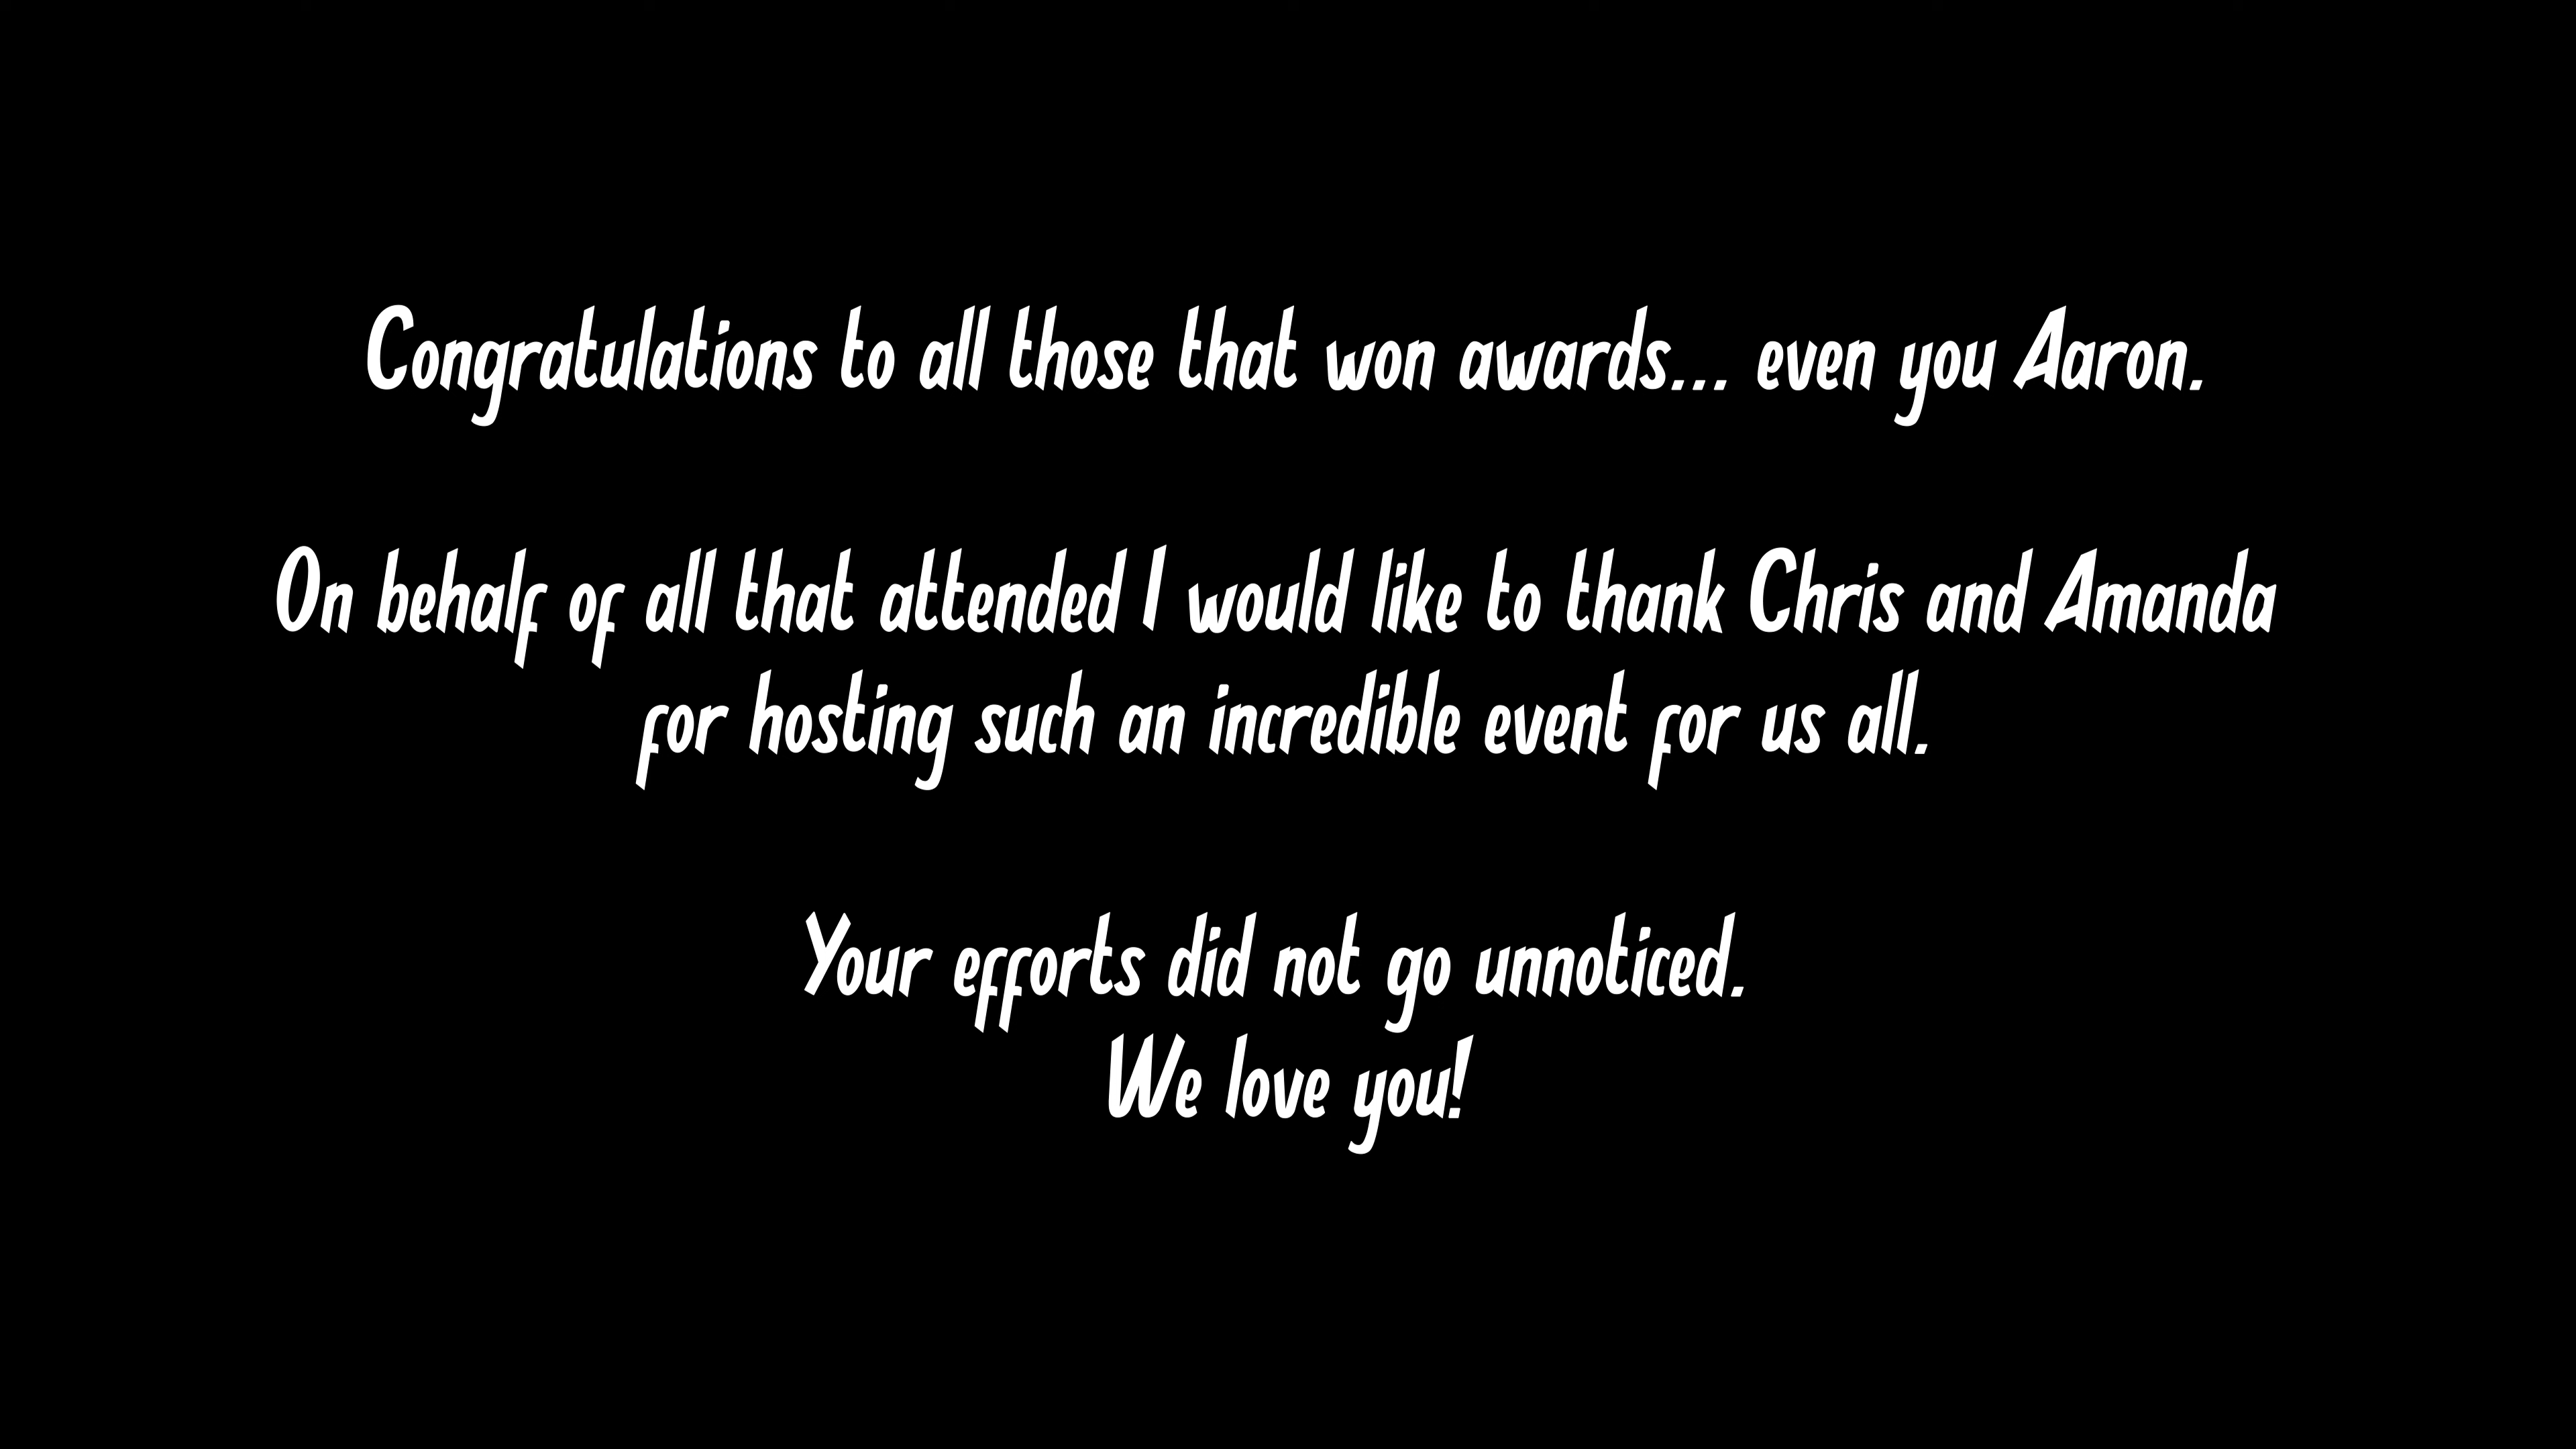 Congratulations to all those that won awards... even you Aaron.
On behalf of all that attended I would like to thank Chris and Amanda
for hosting such an incredible event for us all.
Your efforts did not go unnoticed.
We love you!